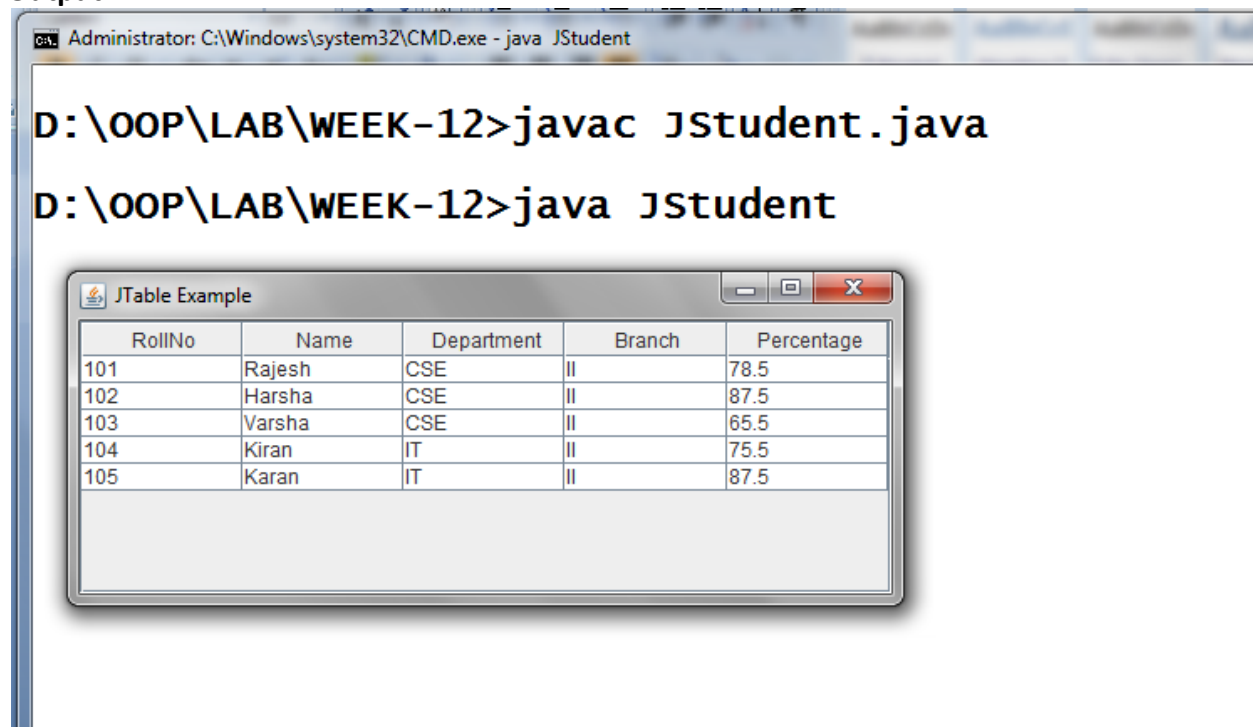 Administrator: C:\Windows\system32\CMD.exe - java JStudent
D:\OOP\LAB\WEEK-12>javac JStudent.java
D:\OOP\LAB\WEEK-12>java JStudent
JTable Example
RollNo Name Department Branch Percentage
101 Rajesh CSE II 78.5
102 Harsha CSE II 87.5
103 Varsha CSE II 65.5
104 Kiran IT II 75.5
105 Karan IT II 87.5